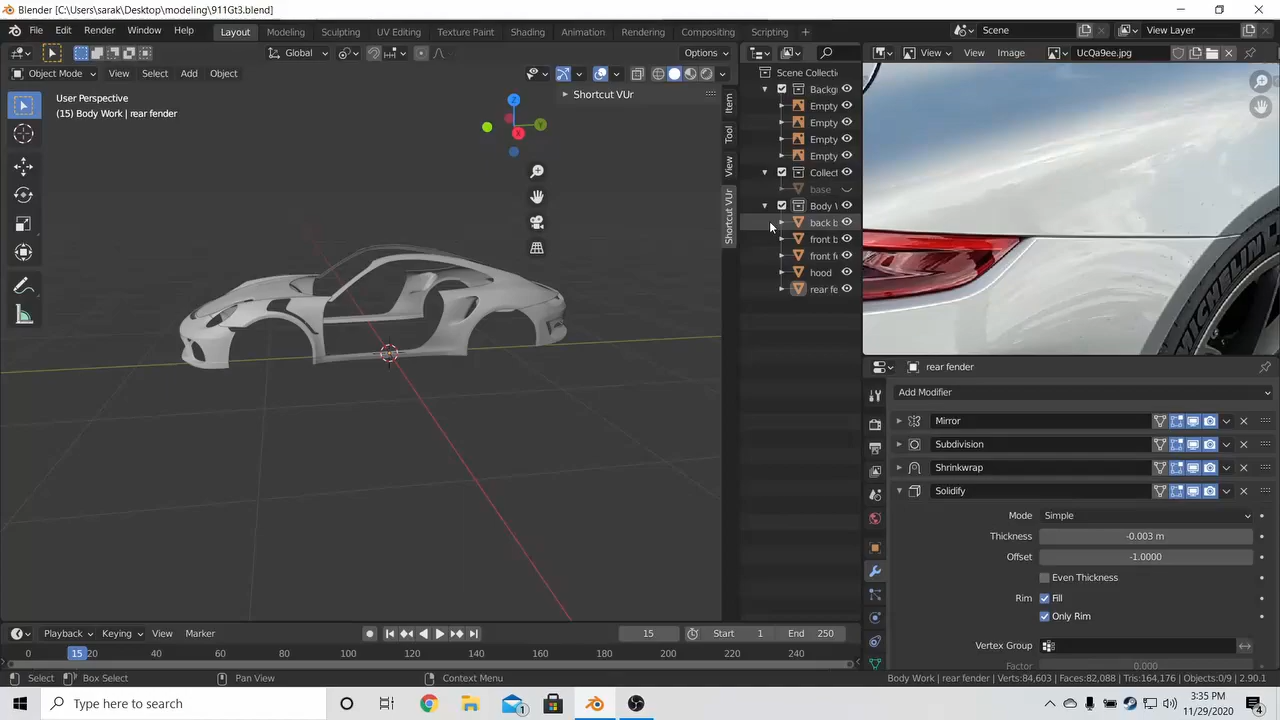 Blender [C:\Users\sarak\Desktop\modeling\911Gt3.blend]
File Edit Render Window Help Layout Modeling Sculpting UV Editing Texture Paint Shading Animation Rendering Compositing Scripting + Scene View Layer
Global Options View View Image UcQa9ee.jpg
Object Mode View Select Add Object
User Perspective
(15) Body Work | rear fender
Shortcut VUr
Z
Y
X
Item
Tool
View
Shortcut VUr
Scene Collecti
Backgr
Empty
Empty
Empty
Empty
Collect
base
Body V
back b
front b
front fe
hood
rear fe
MICHELIN
rear fender
Add Modifier
Mirror
Subdivision
Shrinkwrap
Solidify
Mode Simple
Thickness -0.003 m
Offset -1.0000
Even Thickness
Rim Fill
Only Rim
Vertex Group
Factor 0.000
Playback Keying View Marker 15 Start 1 End 250
0 15 20 40 60 80 100 120 140 160 180 200 220 240
Select Box Select Pan View Context Menu Body Work | rear fender | Verts:84,603 | Faces:82,088 | Tris:164,176 | Objects:0/9 | 2.90.1
Type here to search 1 3:35 PM
11/29/2020 4